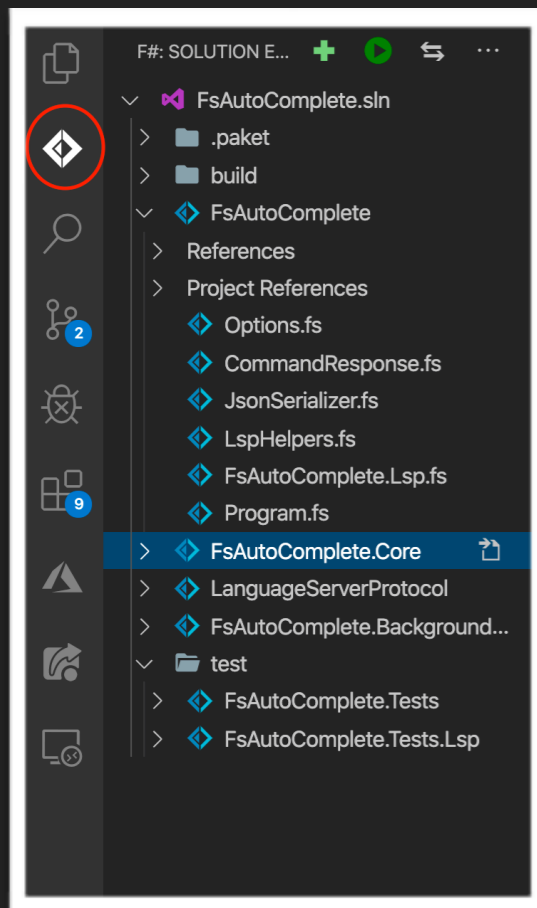 F#: SOLUTION E...
FsAutoComplete.sln
.paket
build
FsAutoComplete
References
Project References
Options.fs
2
CommandResponse.fs
JsonSerializer.fs
LspHelpers.fs
FsAutoComplete.Lsp.fs
9
Program.fs
FsAutoComplete.Core
LanguageServerProtocol
FsAutoComplete.Background...
test
FsAutoComplete.Tests
FsAutoComplete.Tests.Lsp